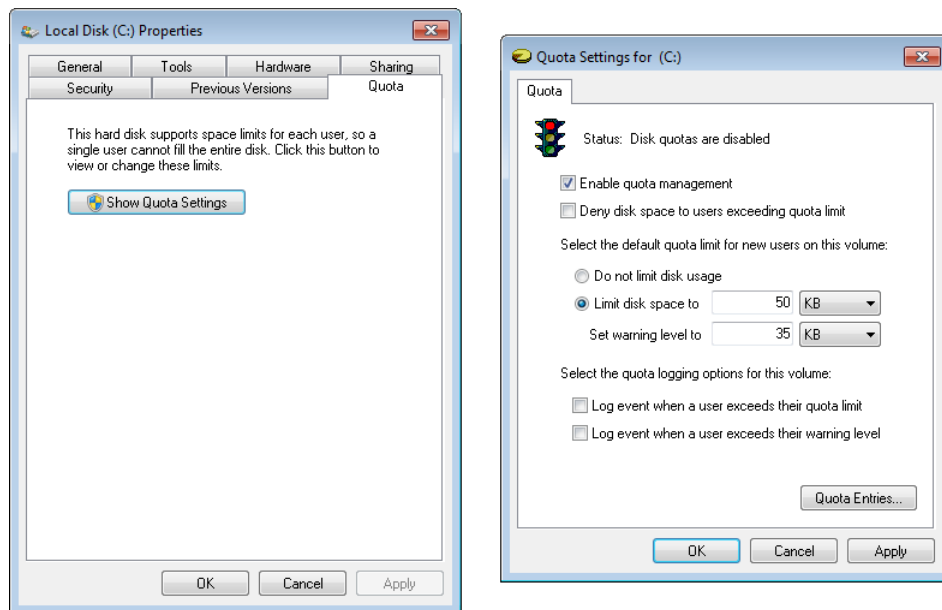 Local Disk (C:) Properties
General Tools Hardware Sharing
Security Previous Versions Quota
This hard disk supports space limits for each user, so a
single user cannot fill the entire disk. Click this button to
view or change these limits.
Show Quota Settings
OK Cancel Apply
Quota Settings for (C:)
Quota
Status: Disk quotas are disabled
Enable quota management
Deny disk space to users exceeding quota limit
Select the default quota limit for new users on this volume:
Do not limit disk usage
Limit disk space to 50 KB
Set warning level to 35 KB
Select the quota logging options for this volume:
Log event when a user exceeds their quota limit
Log event when a user exceeds their warning level
Quota Entries...
OK Cancel Apply